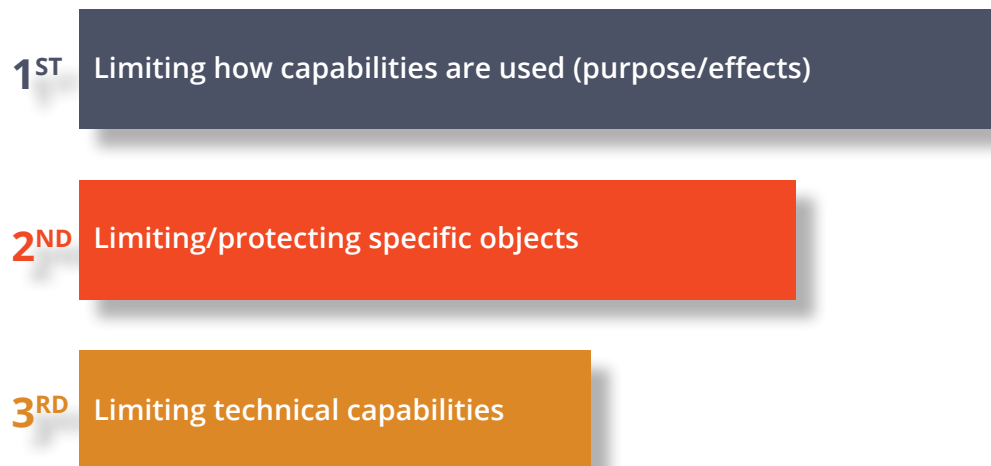 1ST Limiting how capabilities are used (purpose/effects)
2ND Limiting/protecting specific objects
3RD Limiting technical capabilities